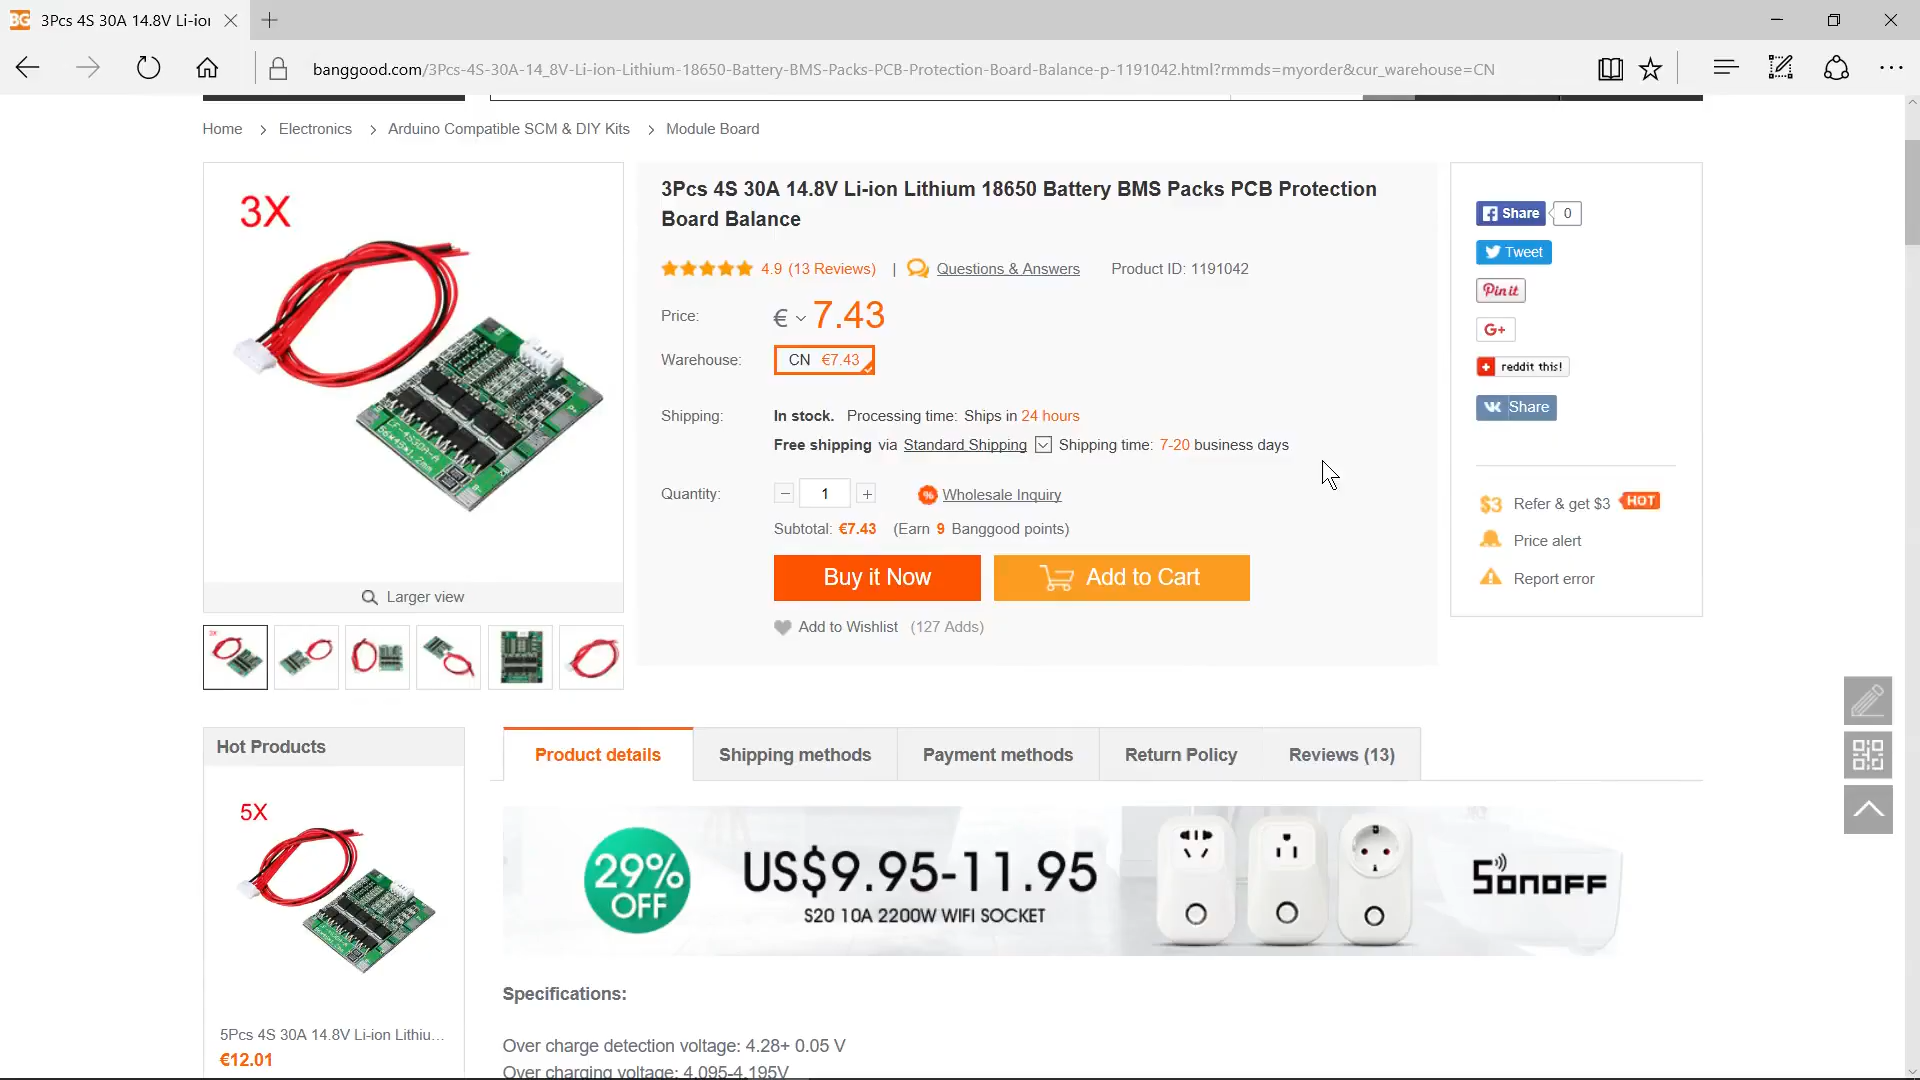 BG 3Pcs 4S 30A 14.8V Li-ion
banggood.com/3Pcs-4S-30A-14_8V-Li-ion-Lithium-18650-Battery-BMS-Packs-PCB-Protection-Board-Balance-p-1191042.html?rmmds=myorder&cur_warehouse=CN
Home > Electronics > Arduino Compatible SCM & DIY Kits > Module Board
3X
CF-4S30A-A
56*45*1.2mm
Larger view
3Pcs 4S 30A 14.8V Li-ion Lithium 18650 Battery BMS Packs PCB Protection
Board Balance
4.9 (13 Reviews) | Questions & Answers Product ID: 1191042
Price: € 7.43
Warehouse: CN €7.43
Shipping: In stock. Processing time: Ships in 24 hours
Free shipping via Standard Shipping Shipping time: 7-20 business days
Quantity: − 1 + % Wholesale Inquiry
Subtotal: €7.43 (Earn 9 Banggood points)
Buy it Now Add to Cart
Add to Wishlist (127 Adds)
Share 0
Tweet
Pin it
G+
reddit this!
Share
$3 Refer & get $3 HOT
Price alert
Report error
Hot Products
5X
5Pcs 4S 30A 14.8V Li-ion Lithiu...
€12.01
Product details Shipping methods Payment methods Return Policy Reviews (13)
29% OFF
US$9.95-11.95
S20 10A 2200W WIFI SOCKET
SONOFF
Specifications:
Over charge detection voltage: 4.28+ 0.05 V
Over charging voltage: 4.095-4.195V